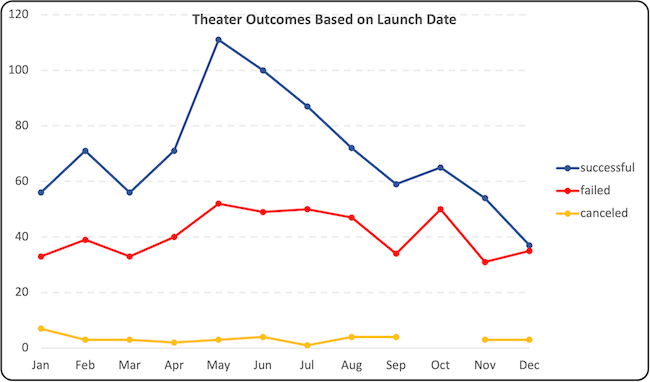 Theater Outcomes Based on Launch Date
120
100
80
60
40
20
0
Jan Feb Mar Apr May Jun Jul Aug Sep Oct Nov Dec
successful
failed
canceled